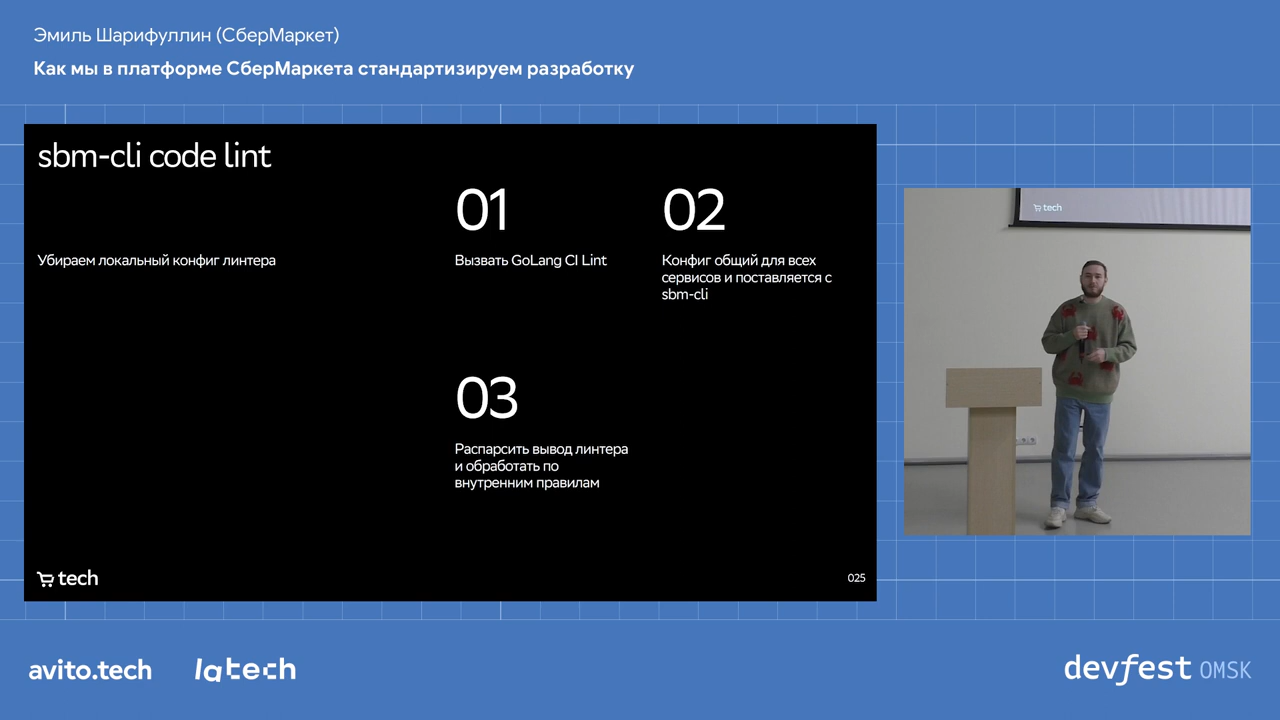 Эмиль Шарифуллин (СберМаркет)
Как мы в платформе СберМаркета стандартизируем разработку
sbm-cli code lint
Убираем локальный конфиг линтера
01
Вызвать GoLang CI Lint
02
Конфиг общий для всех
сервисов и поставляется с
sbm-cli
03
Распарсить вывод линтера
и обработать по
внутренним правилам
tech
025
tech
avito.tech
latech
devfest OMSK